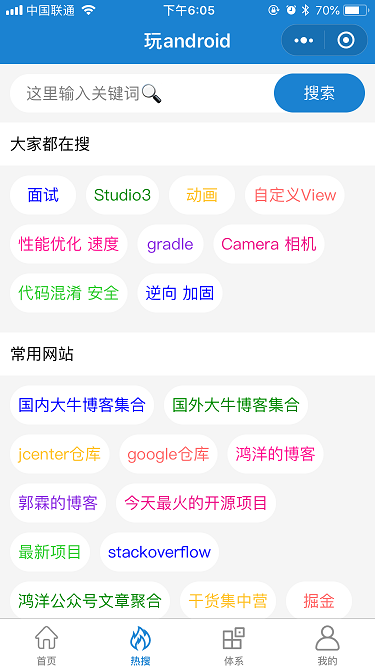 中国联通 下午6:05 70%
玩android
这里输入关键词🔍 搜索
大家都在搜
面试 Studio3 动画 自定义View
性能优化 速度 gradle Camera 相机
代码混淆 安全 逆向 加固
常用网站
国内大牛博客集合 国外大牛博客集合
jcenter仓库 google仓库 鸿洋的博客
郭霖的博客 今天最火的开源项目
最新项目 stackoverflow
鸿洋公众号文章聚合 干货集中营 掘金
首页 热搜 体系 我的